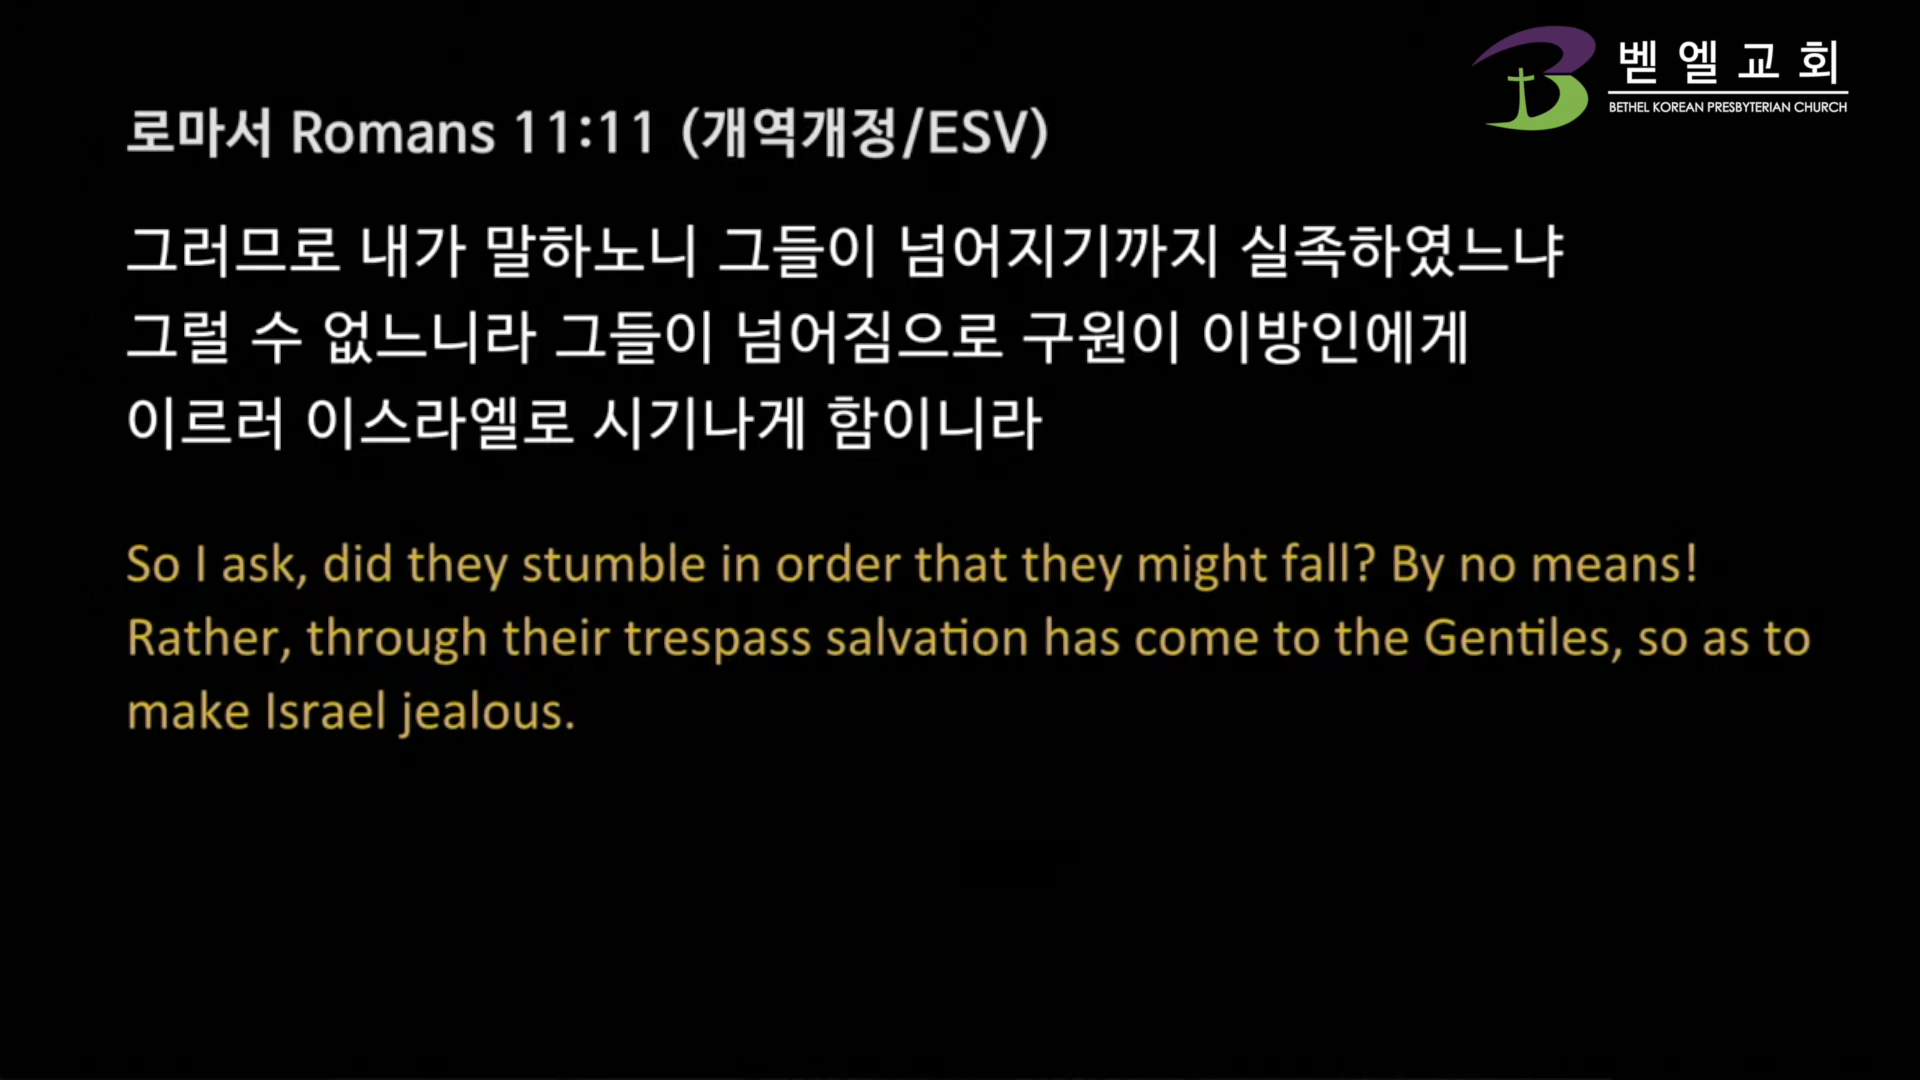 벧엘교회
BETHEL KOREAN PRESBYTERIAN CHURCH
로마서 Romans 11:11 (개역개정/ESV)
그러므로 내가 말하노니 그들이 넘어지기까지 실족하였느냐
그럴 수 없느니라 그들이 넘어짐으로 구원이 이방인에게
이르러 이스라엘로 시기나게 함이니라
So I ask, did they stumble in order that they might fall? By no means!
Rather, through their trespass salvation has come to the Gentiles, so as to
make Israel jealous.